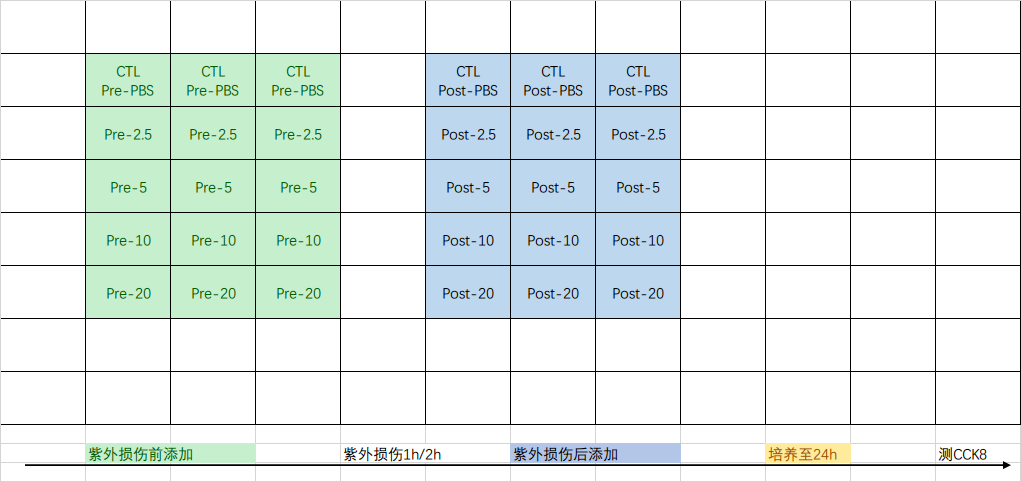 CTL CTL CTL CTL CTL CTL
Pre-PBS Pre-PBS Pre-PBS Post-PBS Post-PBS Post-PBS
Pre-2.5 Pre-2.5 Pre-2.5 Post-2.5 Post-2.5 Post-2.5
Pre-5 Pre-5 Pre-5 Post-5 Post-5 Post-5
Pre-10 Pre-10 Pre-10 Post-10 Post-10 Post-10
Pre-20 Pre-20 Pre-20 Post-20 Post-20 Post-20
紫外损伤前添加 紫外损伤1h/2h 紫外损伤后添加 培养至24h 测CCK8